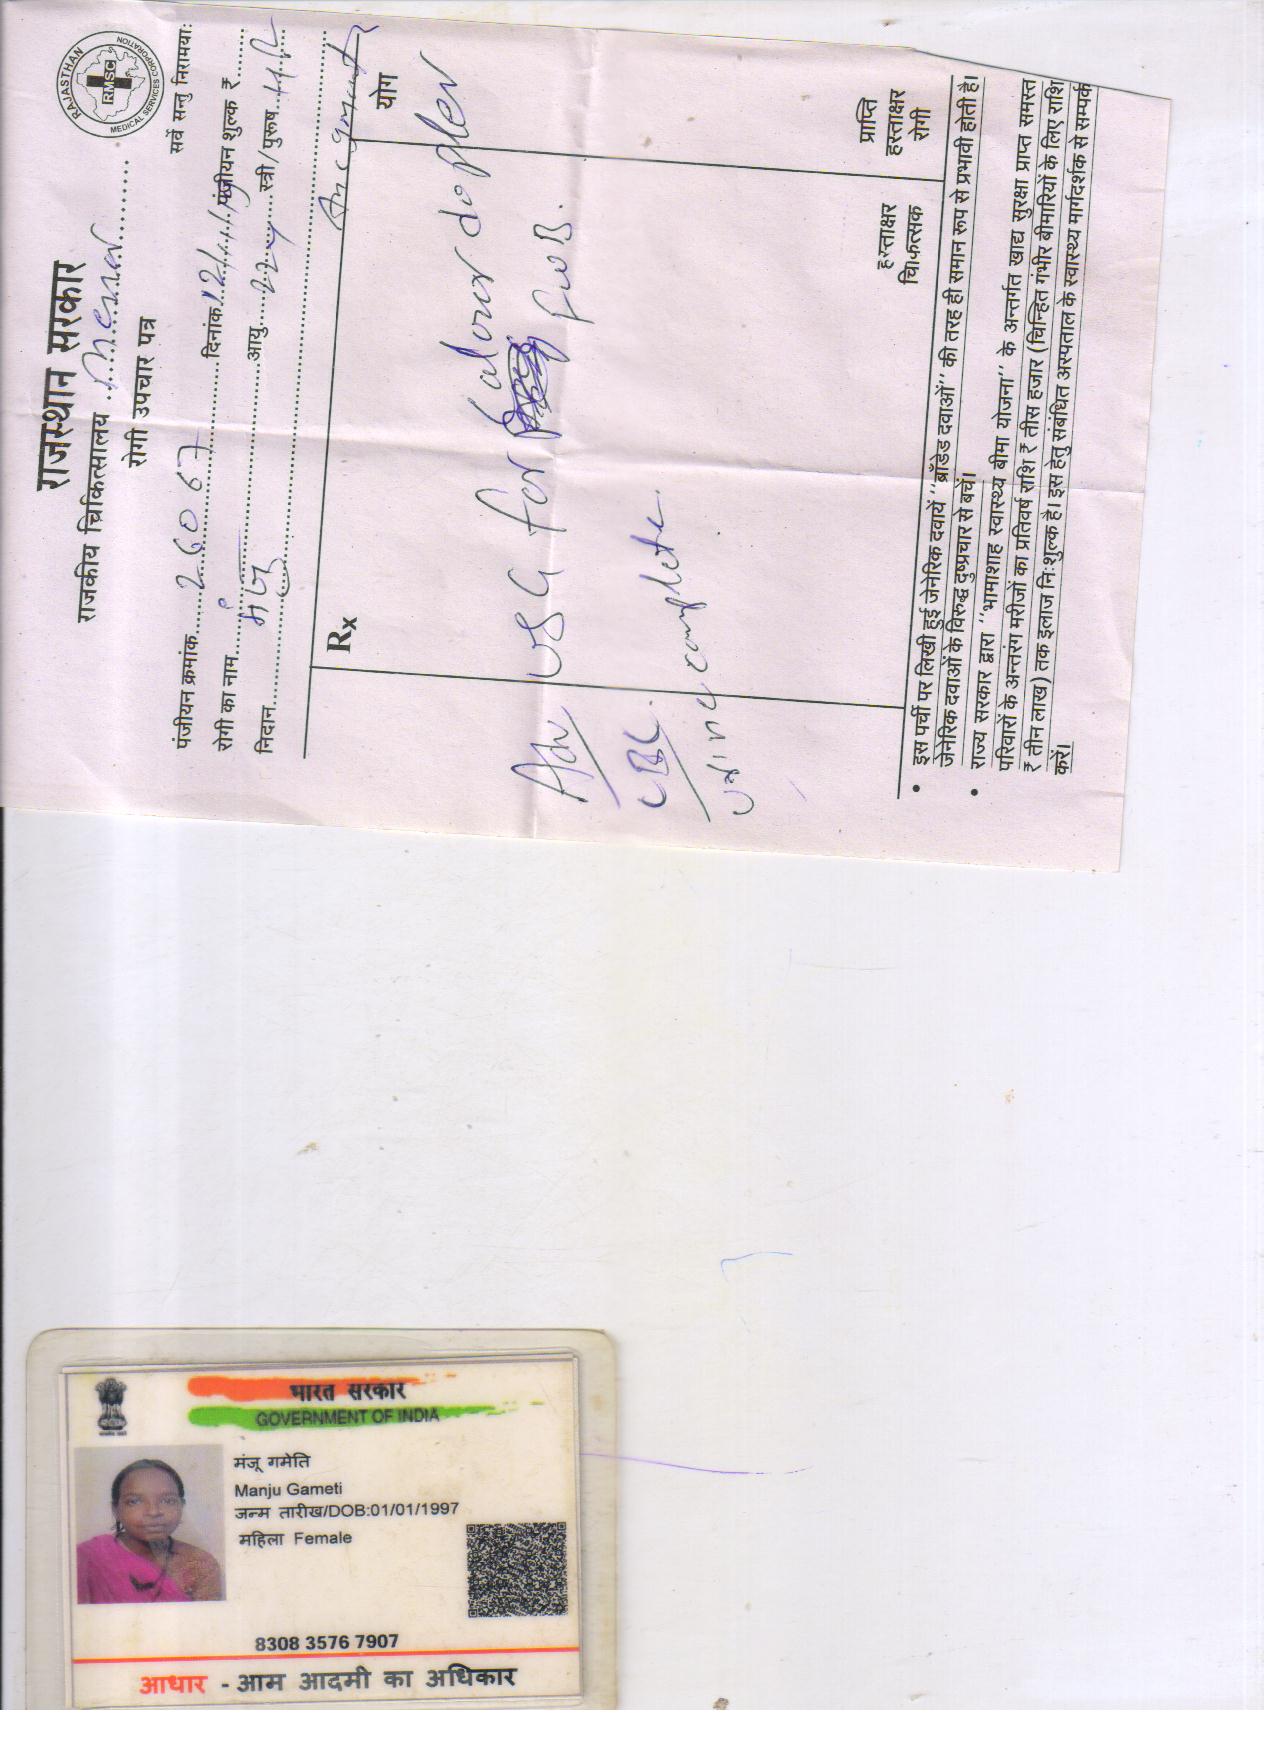 राजस्थान सरकार
राजकीय चिकित्सालय
रोगी उपचार पत्र
RAJASTHAN
RMSC
MEDICAL SERVICES CORPORATION
सर्वे सन्तु निरामयाः
पंजीयन क्रमांक 26067 दिनांक पंजीयन शुल्क ₹
रोगी का नाम मंजु आयु 22 स्त्री/पुरूष
निदान
Rx योग
Adv USG for colour dopler
FWB.
CBC
Urine complete
हस्ताक्षर
चिकित्सक
प्राप्ति
हस्ताक्षर
रोगी
• इस पर्ची पर लिखी हुई जेनेरिक दवायें "ब्राँडेड दवाओं" की तरह ही समान रूप से प्रभावी होती है।
जेनेरिक दवाओं के विरुद्ध दुष्प्रचार से बचें।
• राज्य सरकार द्वारा "भामाशाह स्वास्थ्य बीमा योजना" के अन्तर्गत खाद्य सुरक्षा प्राप्त समस्त
परिवारों के अन्तरंग मरीजों का प्रतिवर्ष राशि ₹ तीस हजार (चिन्हित गंभीर बीमारियों के लिए राशि
₹ तीन लाख) तक इलाज निःशुल्क है। इस हेतु संबंधित अस्पताल के स्वास्थ्य मार्गदर्शक से सम्पर्क
करें।
भारत सरकार
GOVERNMENT OF INDIA
मंजू गमेति
Manju Gameti
जन्म तारीख/DOB:01/01/1997
महिला Female
8308 3576 7907
आधार - आम आदमी का अधिकार